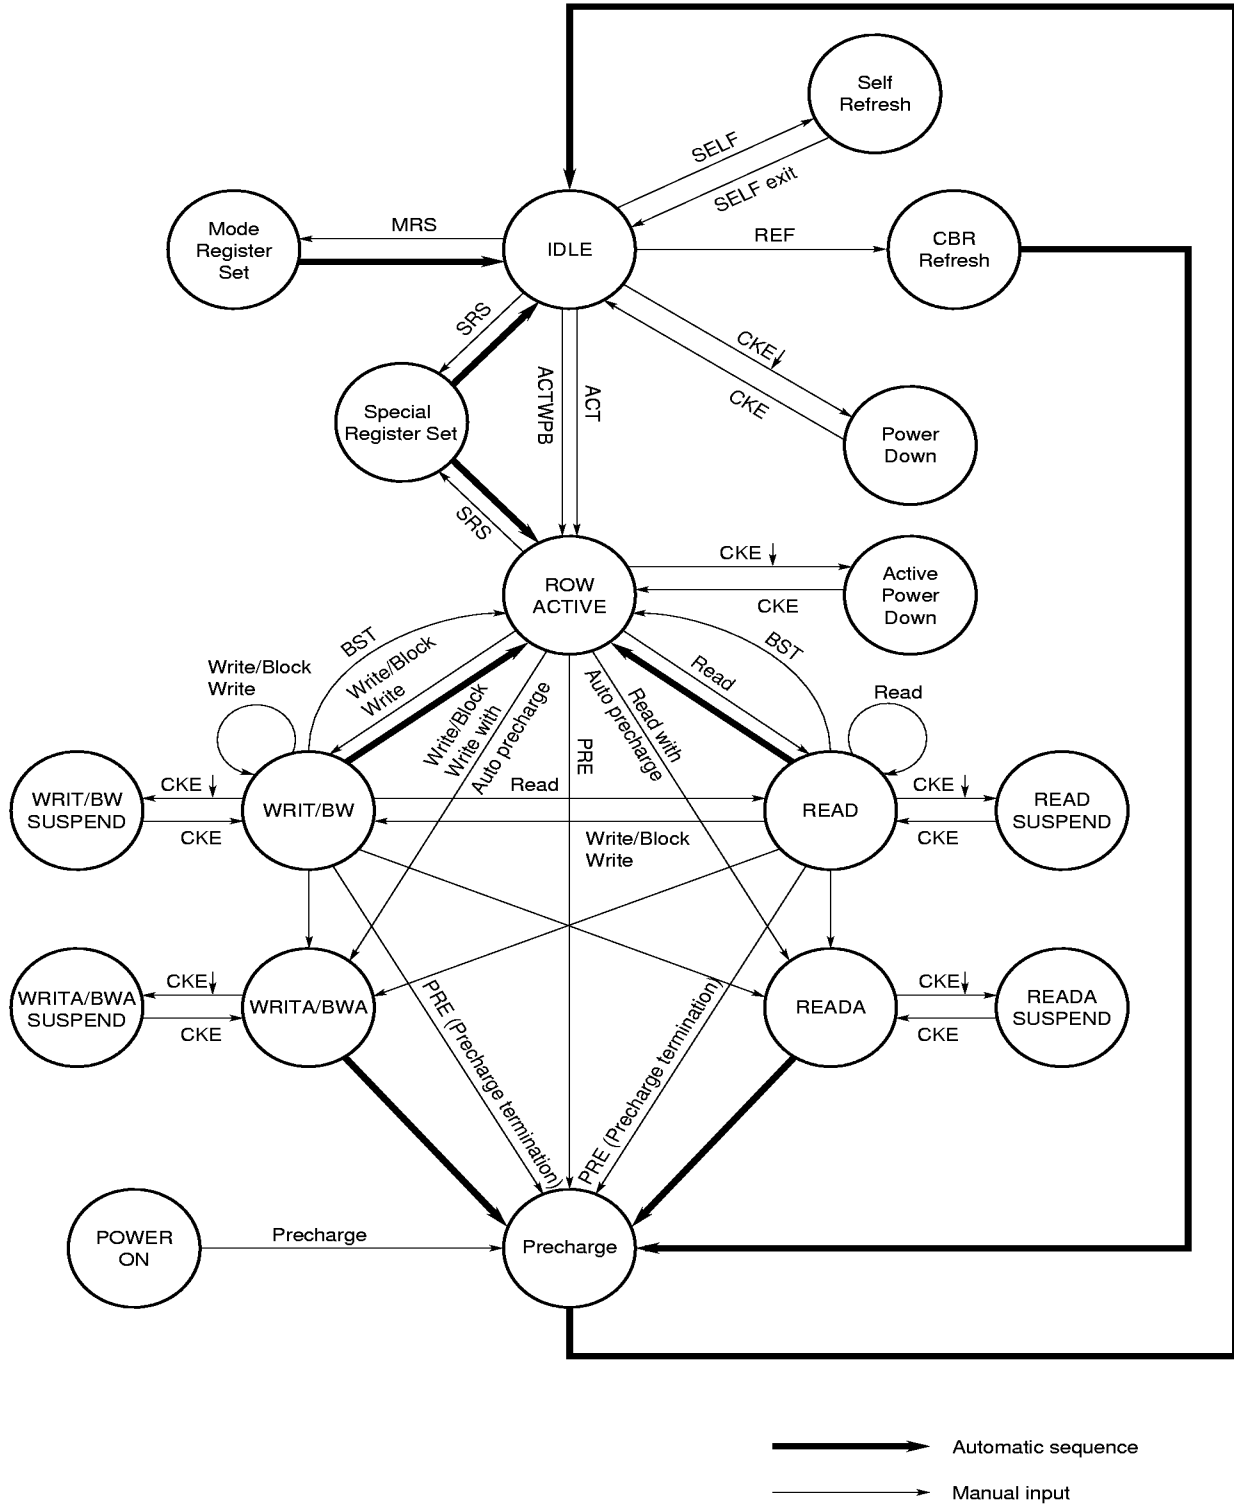 Self
Refresh
SELF
SELF exit
Mode
Register
Set
MRS
IDLE
REF
CBR
Refresh
SRS
CKE↓
CKE
ACTWPB
ACT
Special
Register Set
Power
Down
SRS
ROW
ACTIVE
CKE ↓
CKE
Active
Power
Down
BST
Write/Block
Write
Write/Block
Write
Write/Block
Write with
Auto precharge
PRE
Read with
Auto precharge
Read
BST
Read
WRIT/BW
SUSPEND
CKE ↓
CKE
WRIT/BW
Read
Write/Block
Write
READ
CKE ↓
CKE
READ
SUSPEND
WRITA/BWA
SUSPEND
CKE↓
CKE
WRITA/BWA
PRE (Precharge termination)
PRE (Precharge termination)
READA
CKE↓
CKE
READA
SUSPEND
POWER
ON
Precharge
Precharge
Automatic sequence
Manual input